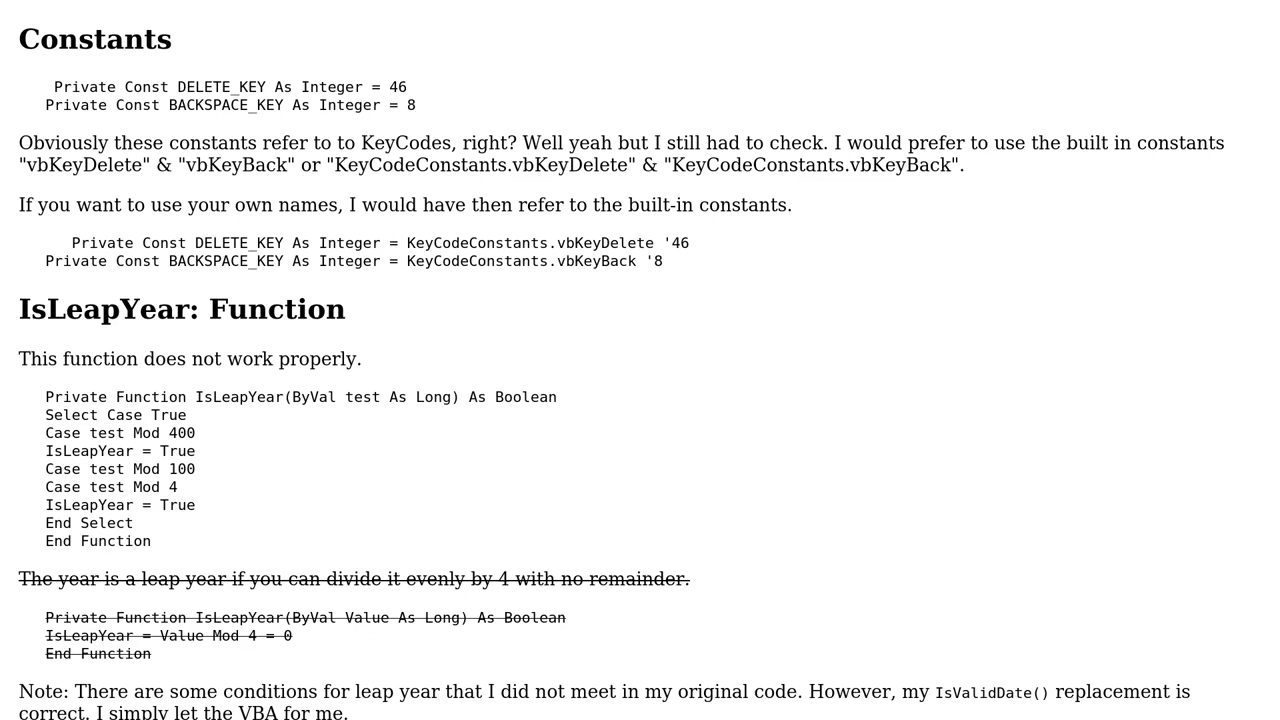 Constants
Private Const DELETE_KEY As Integer = 46
Private Const BACKSPACE_KEY As Integer = 8
Obviously these constants refer to to KeyCodes, right? Well yeah but I still had to check. I would prefer to use the built in constants
"vbKeyDelete" & "vbKeyBack" or "KeyCodeConstants.vbKeyDelete" & "KeyCodeConstants.vbKeyBack".
If you want to use your own names, I would have then refer to the built-in constants.
Private Const DELETE_KEY As Integer = KeyCodeConstants.vbKeyDelete '46
Private Const BACKSPACE_KEY As Integer = KeyCodeConstants.vbKeyBack '8
IsLeapYear: Function
This function does not work properly.
Private Function IsLeapYear(ByVal test As Long) As Boolean
Select Case True
Case test Mod 400
IsLeapYear = True
Case test Mod 100
Case test Mod 4
IsLeapYear = True
End Select
End Function
The year is a leap year if you can divide it evenly by 4 with no remainder.
Private Function IsLeapYear(ByVal Value As Long) As Boolean
IsLeapYear = Value Mod 4 = 0
End Function
Note: There are some conditions for leap year that I did not meet in my original code. However, my IsValidDate() replacement is
correct. I simply let the VBA for me.